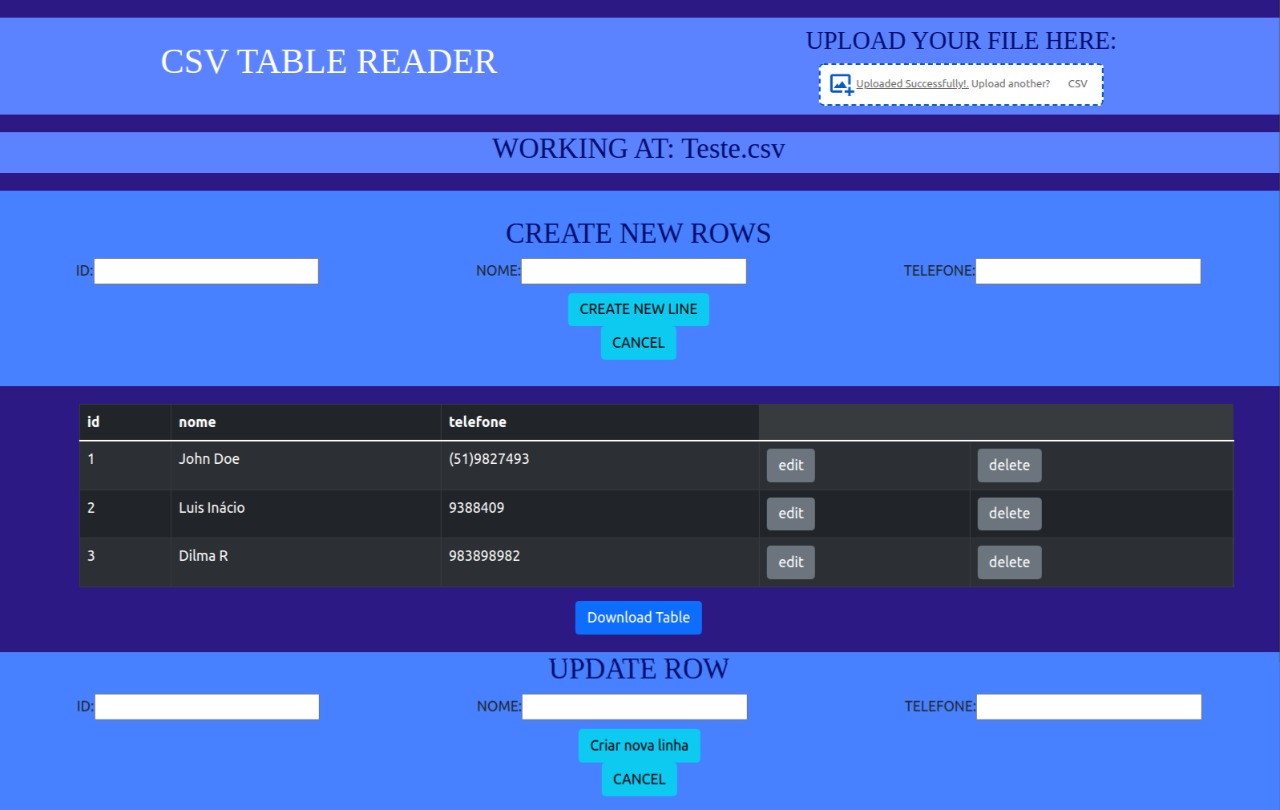 CSV TABLE READER
UPLOAD YOUR FILE HERE:
Uploaded Successfully!. Upload another? CSV
WORKING AT: Teste.csv
CREATE NEW ROWS
ID: NOME: TELEFONE:
CREATE NEW LINE
CANCEL
id nome telefone
1 John Doe (51)9827493 edit delete
2 Luis Inácio 9388409 edit delete
3 Dilma R 983898982 edit delete
Download Table
UPDATE ROW
ID: NOME: TELEFONE:
Criar nova linha
CANCEL